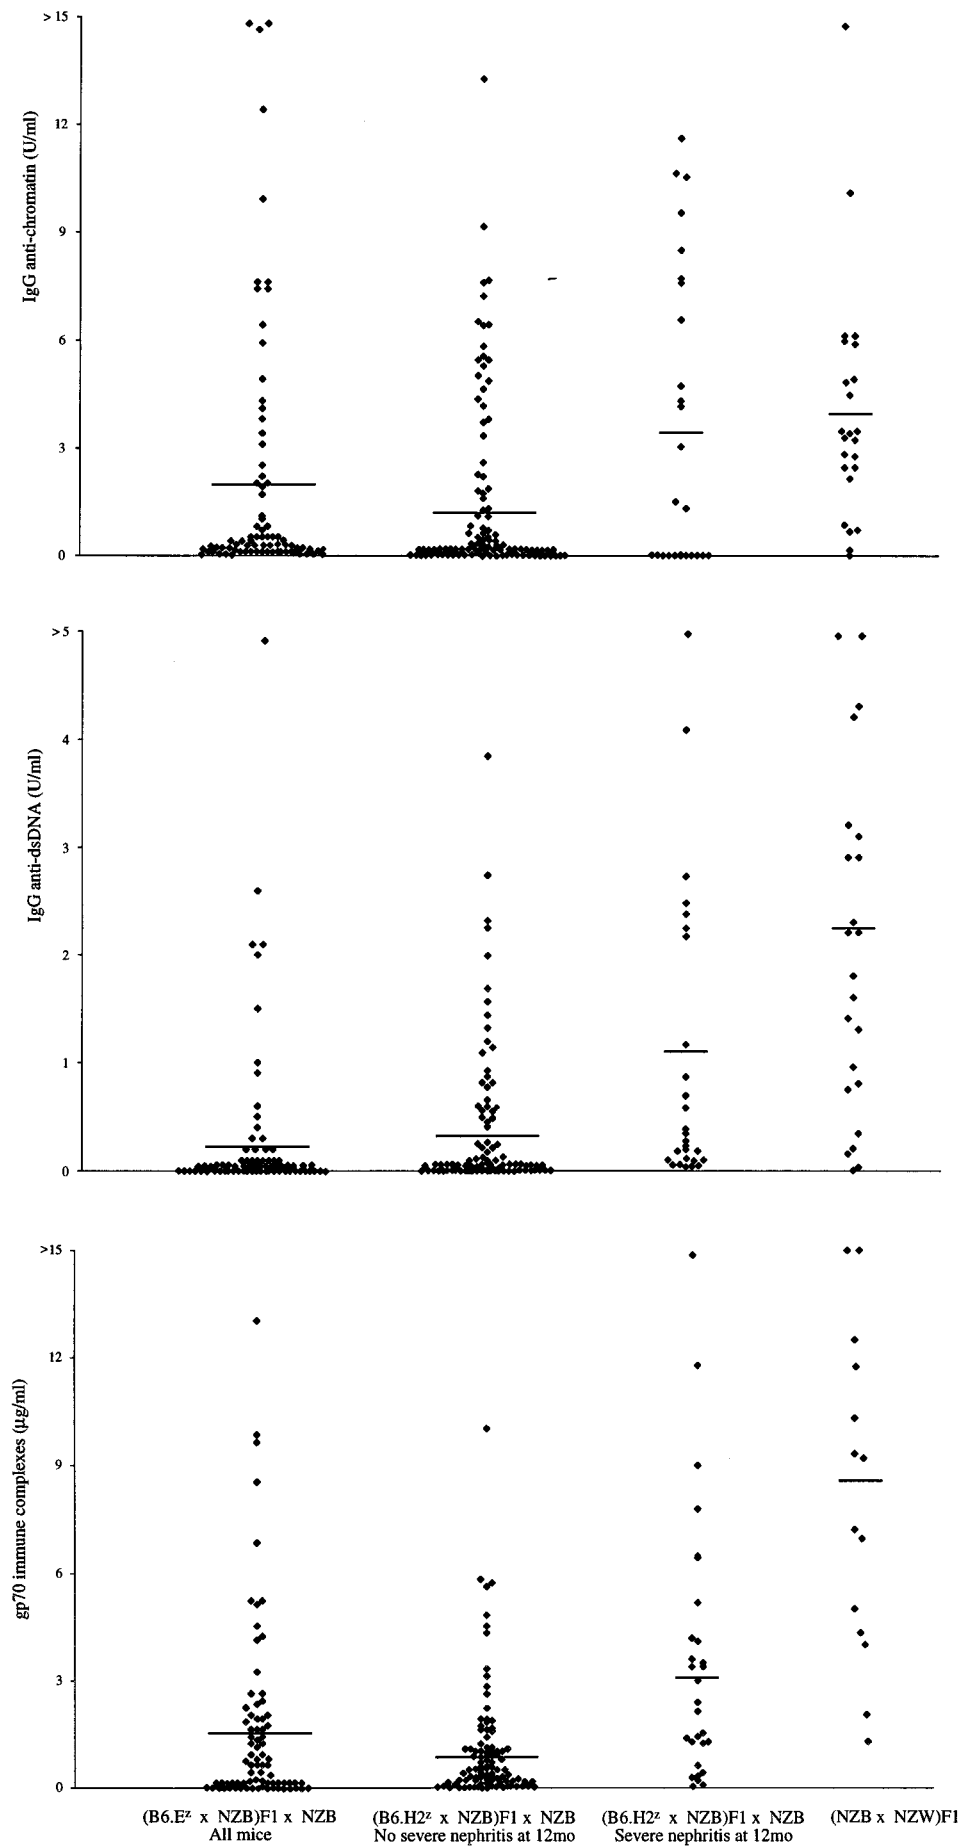 >15
12
9
6
3
0
IgG anti-chromatin (U/ml)
>5
4
3
2
1
0
IgG anti-dsDNA (U/ml)
>15
12
9
6
3
0
gp70 immune complexes (µg/ml)
(B6.Eᶻ x NZB)F1 x NZB
All mice
(B6.H2ᶻ x NZB)F1 x NZB
No severe nephritis at 12mo
(B6.H2ᶻ x NZB)F1 x NZB
Severe nephritis at 12mo
(NZB x NZW)F1